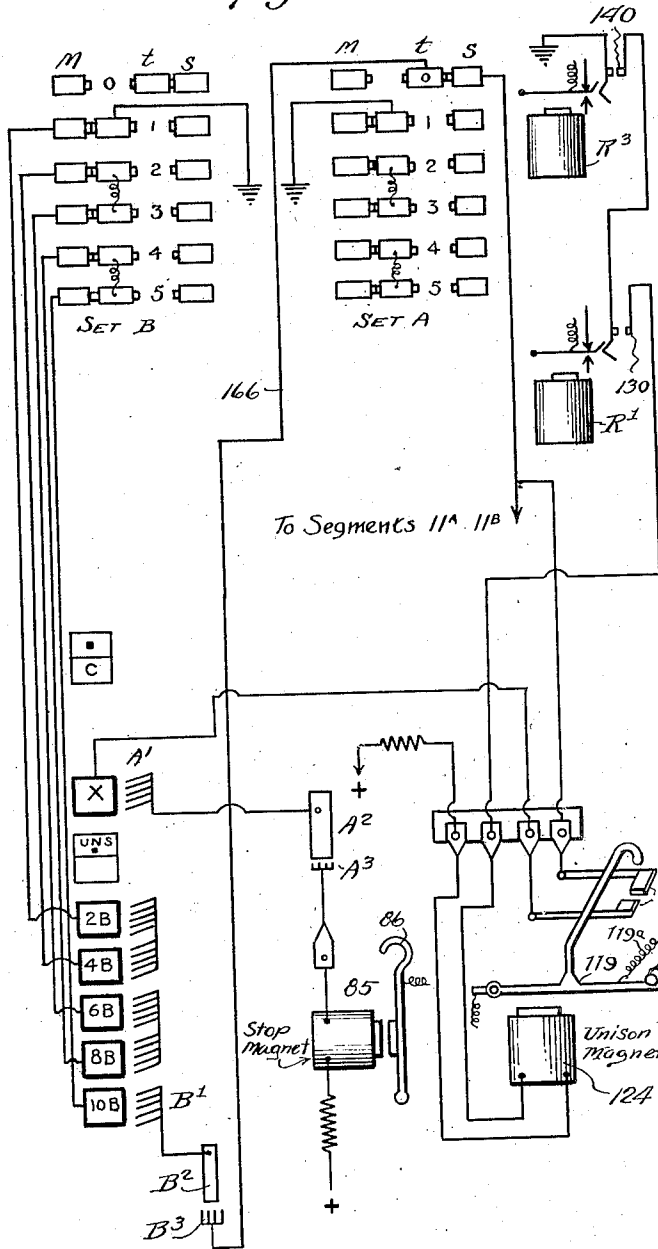 140
M O t S
M t O S
1
1
R3
2
2
3
3
4
4
5
5
SET B
SET A
166
130
R1
To Segments 11A 11B
C
A1
X
+
A2
UNS
A3
86
119a
2B
119
4B
85
6B
Stop Magnet
Unison Magnet
8B
124
10B
B1
B2
+
B3